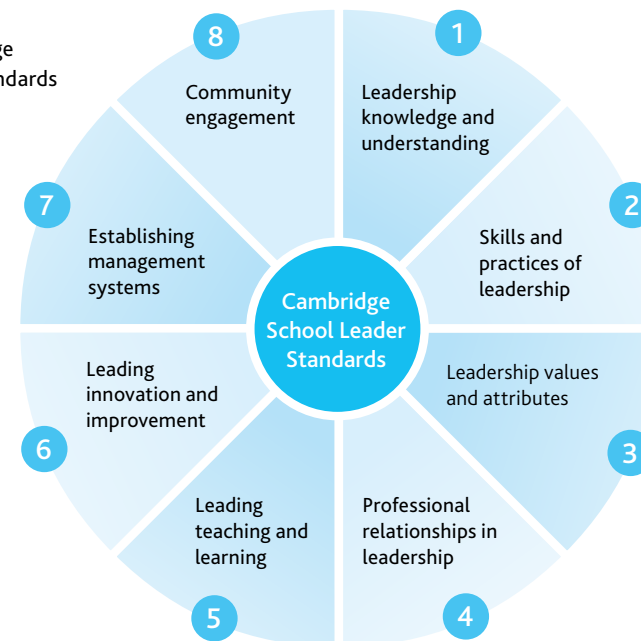 ge
ndards
1
Leadership
knowledge and
understanding
2
Skills and
practices of
leadership
3
Leadership values
and attributes
4
Professional
relationships in
leadership
5
Leading
teaching and
learning
6
Leading
innovation and
improvement
7
Establishing
management
systems
8
Community
engagement
Cambridge
School Leader
Standards